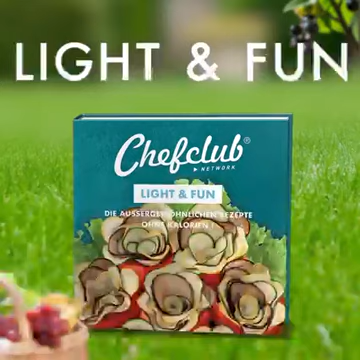 LIGHT & FUN
Chefclub®
NETWORK
LIGHT & FUN
DIE AUSSERGEWÖHNLICHEN REZEPTE
OHNE KALORIEN!